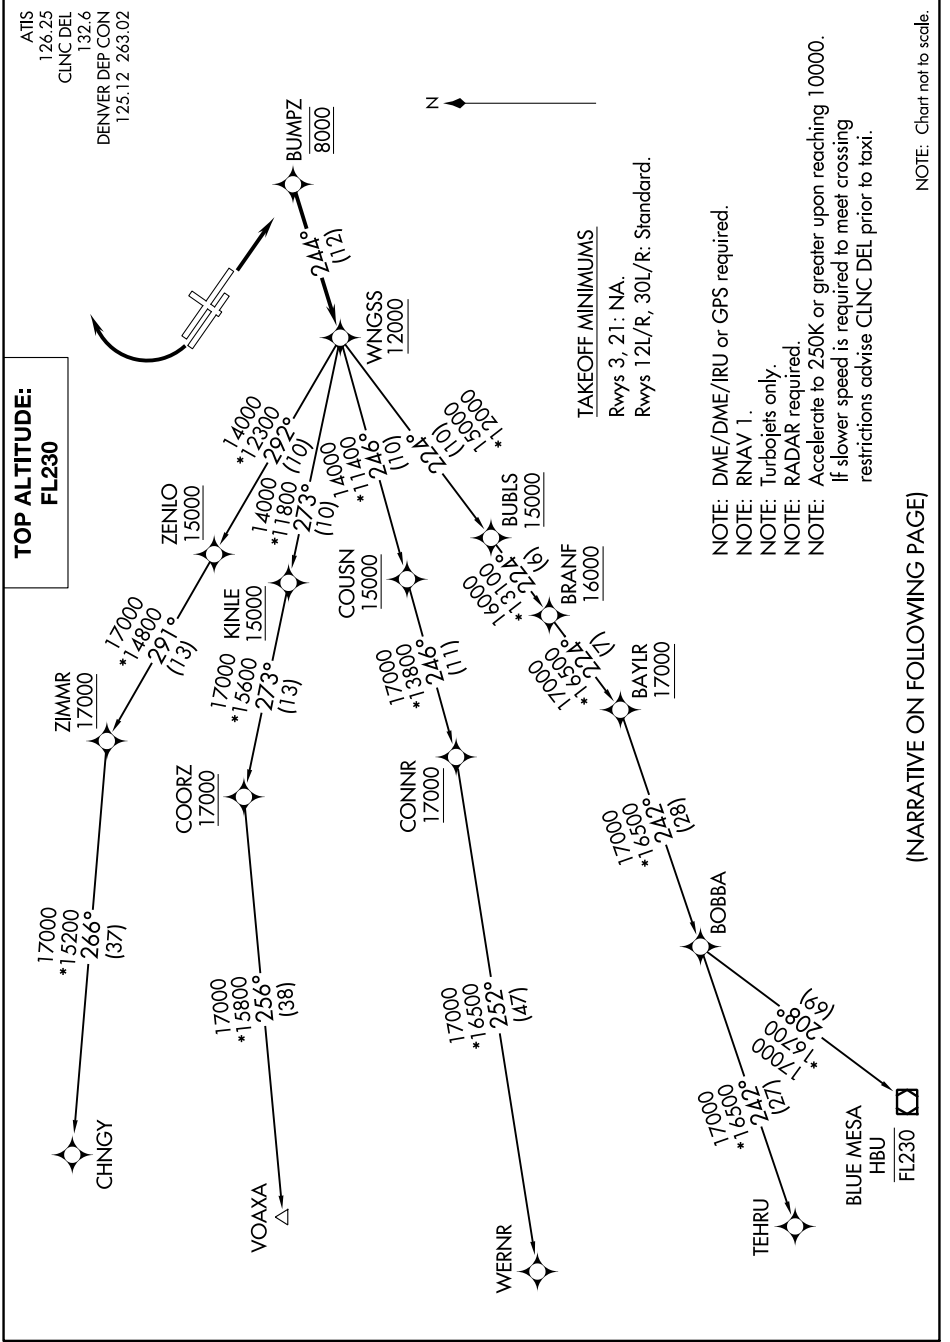 TOP ALTITUDE:
FL230
ATIS
126.25
CLNC DEL
132.6
DENVER DEP CON
125.12 263.02
BUMPZ
8000
N
244°
(12)
WNGSS
12000
14000
*12300
292°
(10)
ZENLO
15000
17000
*14800
291°
(13)
ZIMMR
17000
17000
*15200
266°
(37)
CHNGY
14000
*11800
273°
(10)
KINLE
15000
17000
*15600
273°
(13)
COORZ
17000
17000
*15800
256°
(38)
VOAXA
14000
*11400
246°
(10)
COUSN
15000
17000
*13800
246°
(11)
CONNR
17000
17000
*16500
252°
(47)
WERNR
224°
(10)
15000
*12000
BUBLS
15000
16000
*13100
224°
(6)
BRANF
16000
17000
*16500
224°
(7)
BAYLR
17000
17000
*16500
242°
(28)
BOBBA
17000
*16500
242°
(27)
TEHRU
17000
*16700
208°
(69)
BLUE MESA
HBU
FL230
TAKEOFF MINIMUMS
Rwys 3, 21: NA.
Rwys 12L/R, 30L/R: Standard.
NOTE: DME/DME/IRU or GPS required.
NOTE: RNAV 1.
NOTE: Turbojets only.
NOTE: RADAR required.
NOTE: Accelerate to 250K or greater upon reaching 10000.
If slower speed is required to meet crossing
restrictions advise CLNC DEL prior to taxi.
(NARRATIVE ON FOLLOWING PAGE)
NOTE: Chart not to scale.